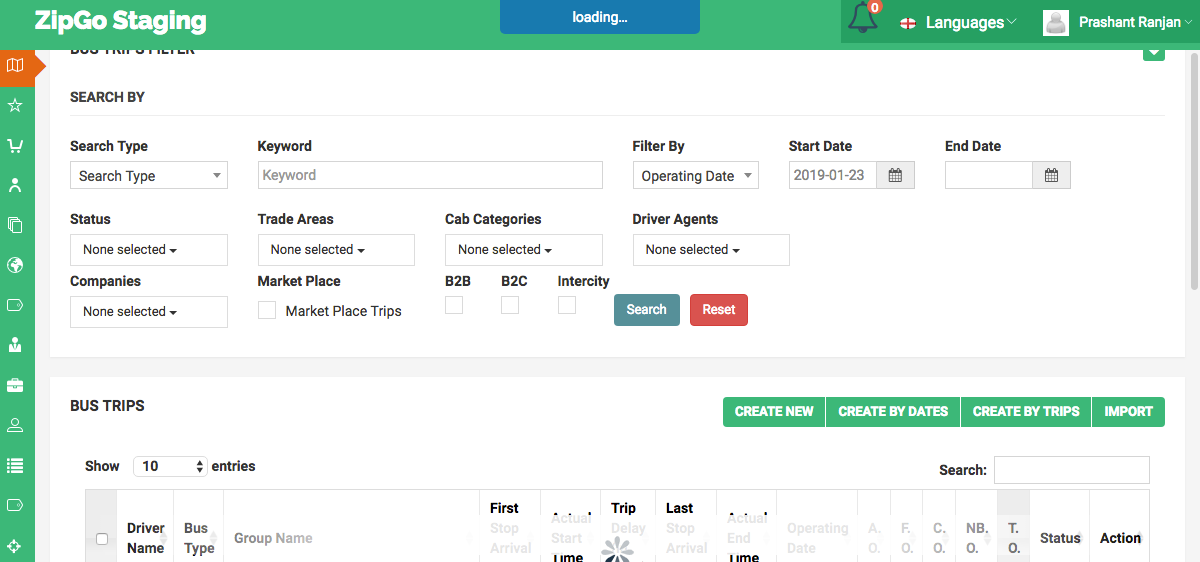 ZipGo Staging
loading...
0
Languages
Prashant Ranjan
BUS TRIPS FILTER
SEARCH BY
Search Type
Keyword
Filter By
Start Date
End Date
Search Type
Keyword
Operating Date
2019-01-23
Status
Trade Areas
Cab Categories
Driver Agents
None selected
None selected
None selected
None selected
Companies
Market Place
B2B
B2C
Intercity
None selected
Market Place Trips
Search
Reset
BUS TRIPS
CREATE NEW
CREATE BY DATES
CREATE BY TRIPS
IMPORT
Show 10 entries
Search:
Driver
Name
Bus
Type
Group Name
First
Stop
Arrival
Actual
Start
Time
Trip
Delay
Last
Stop
Arrival
Actual
End
Time
Operating
Date
A.
O.
F.
O.
C.
O.
NB.
O.
T.
O.
Status
Action